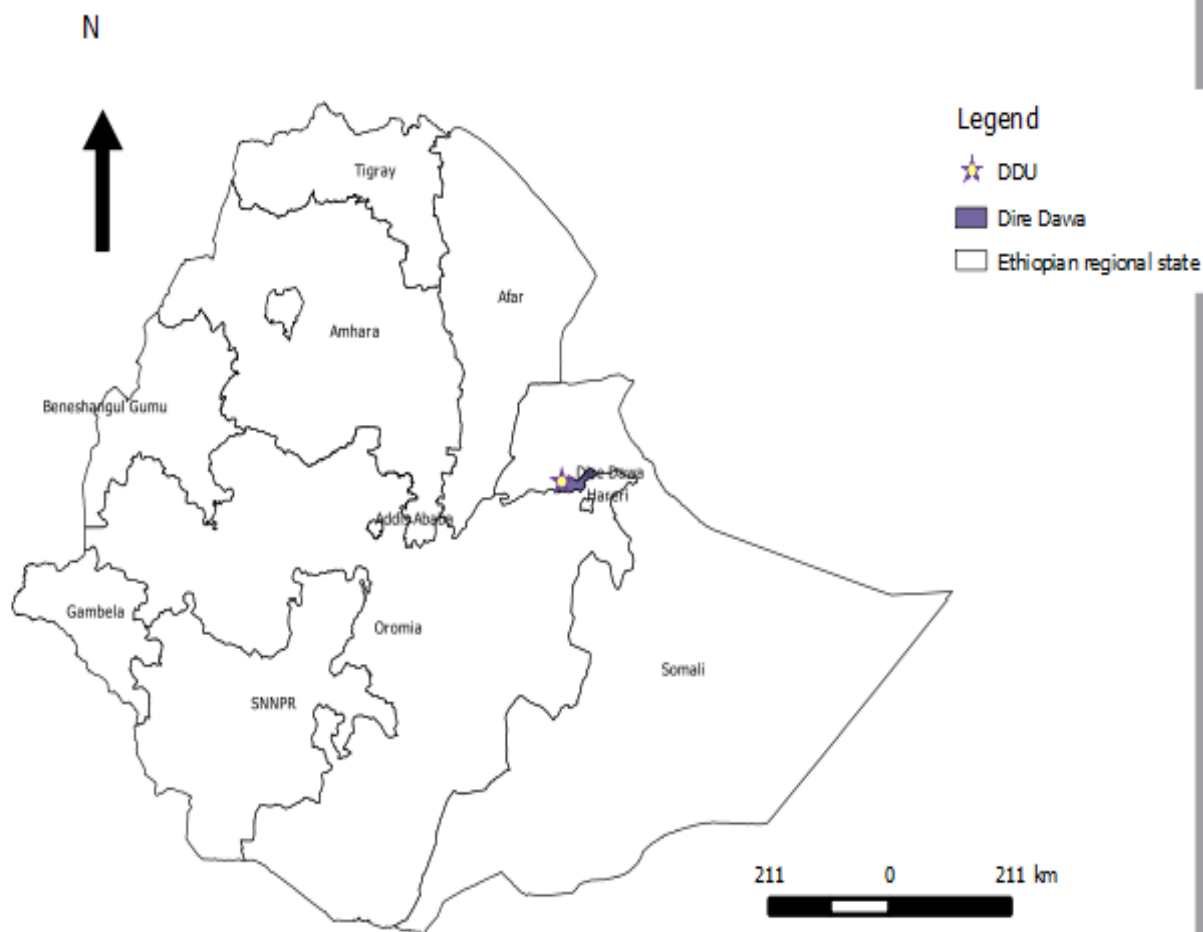 N
Legend
DDU
Dire Dawa
Ethiopian regional state
Tigray
Afar
Amhara
Beneshangul Gumu
Dire Dawa
Hareri
Addis Ababa
Gambela
Oromia
Somali
SNNPR
211 0 211 km